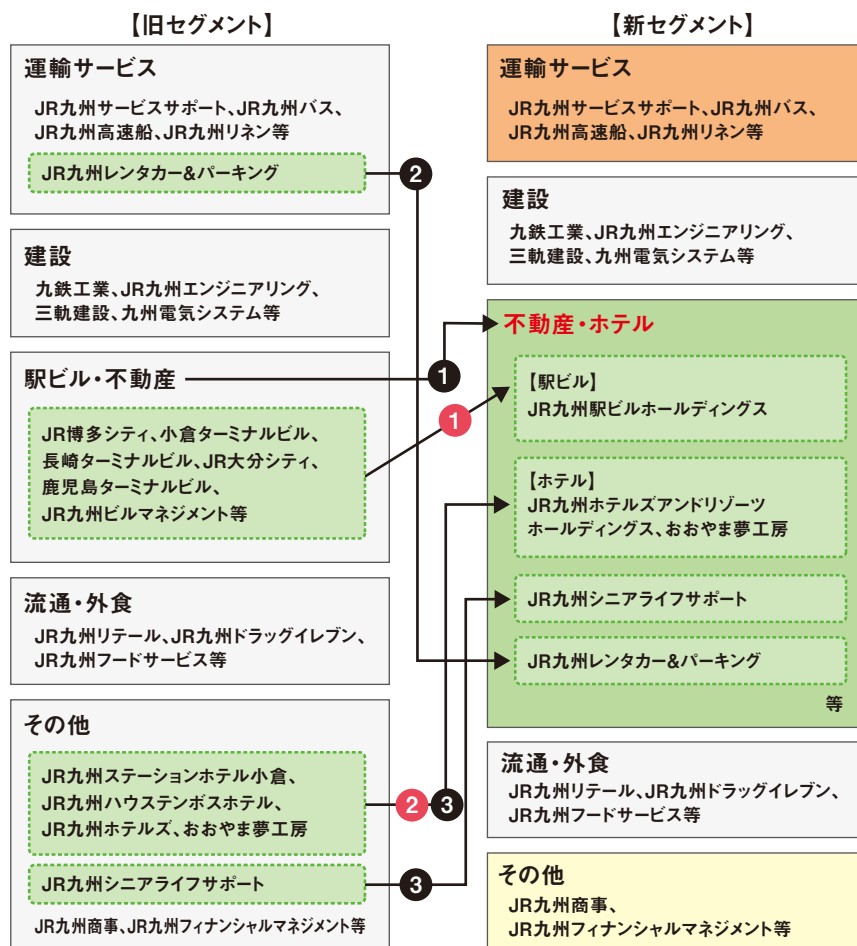 【旧セグメント】
運輸サービス
JR九州サービスサポート、JR九州バス、
JR九州高速船、JR九州リネン等
JR九州レンタカー&パーキング
2
建設
九鉄工業、JR九州エンジニアリング、
三軌建設、九州電気システム等
駅ビル・不動産
1
JR博多シティ、小倉ターミナルビル、
長崎ターミナルビル、JR大分シティ、
鹿児島ターミナルビル、
JR九州ビルマネジメント等
1
流通・外食
JR九州リテール、JR九州ドラッグイレブン、
JR九州フードサービス等
その他
JR九州ステーションホテル小倉、
JR九州ハウステンボスホテル、
JR九州ホテルズ、おおやま夢工房
2 3
JR九州シニアライフサポート
3
JR九州商事、JR九州フィナンシャルマネジメント等
【新セグメント】
運輸サービス
JR九州サービスサポート、JR九州バス、
JR九州高速船、JR九州リネン等
建設
九鉄工業、JR九州エンジニアリング、
三軌建設、九州電気システム等
不動産・ホテル
【駅ビル】
JR九州駅ビルホールディングス
【ホテル】
JR九州ホテルズアンドリゾーツ
ホールディングス、おおやま夢工房
JR九州シニアライフサポート
JR九州レンタカー&パーキング
等
流通・外食
JR九州リテール、JR九州ドラッグイレブン、
JR九州フードサービス等
その他
JR九州商事、
JR九州フィナンシャルマネジメント等